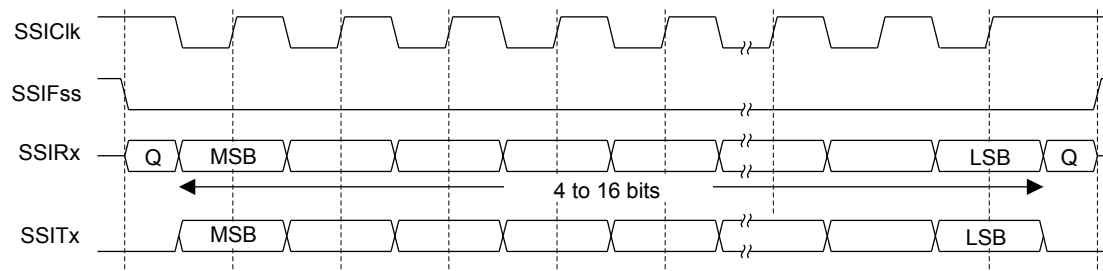 SSIClk
SSIFss
SSIRx Q MSB LSB Q
4 to 16 bits
SSITx MSB LSB